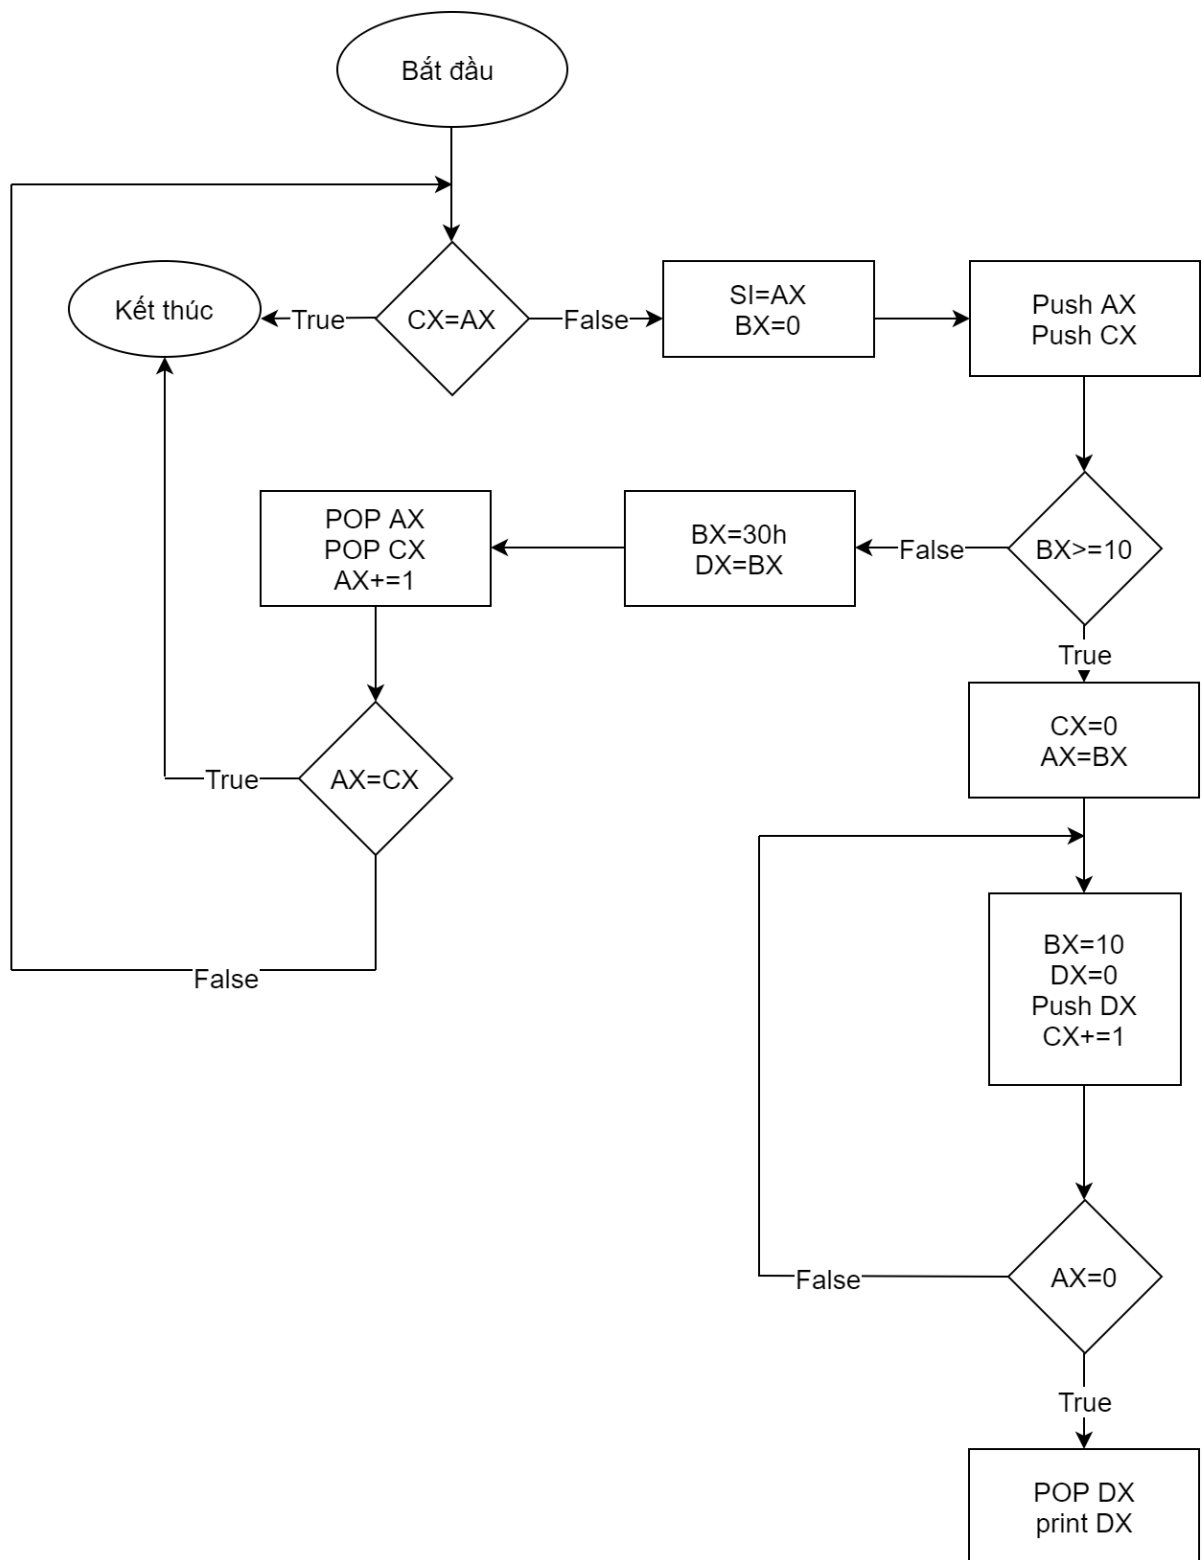 Bắt đầu
Kết thúc
True
CX=AX
False
SI=AX
BX=0
Push AX
Push CX
POP AX
POP CX
AX+=1
BX=30h
DX=BX
False
BX>=10
True
CX=0
AX=BX
True
AX=CX
False
BX=10
DX=0
Push DX
CX+=1
False
AX=0
True
POP DX
print DX